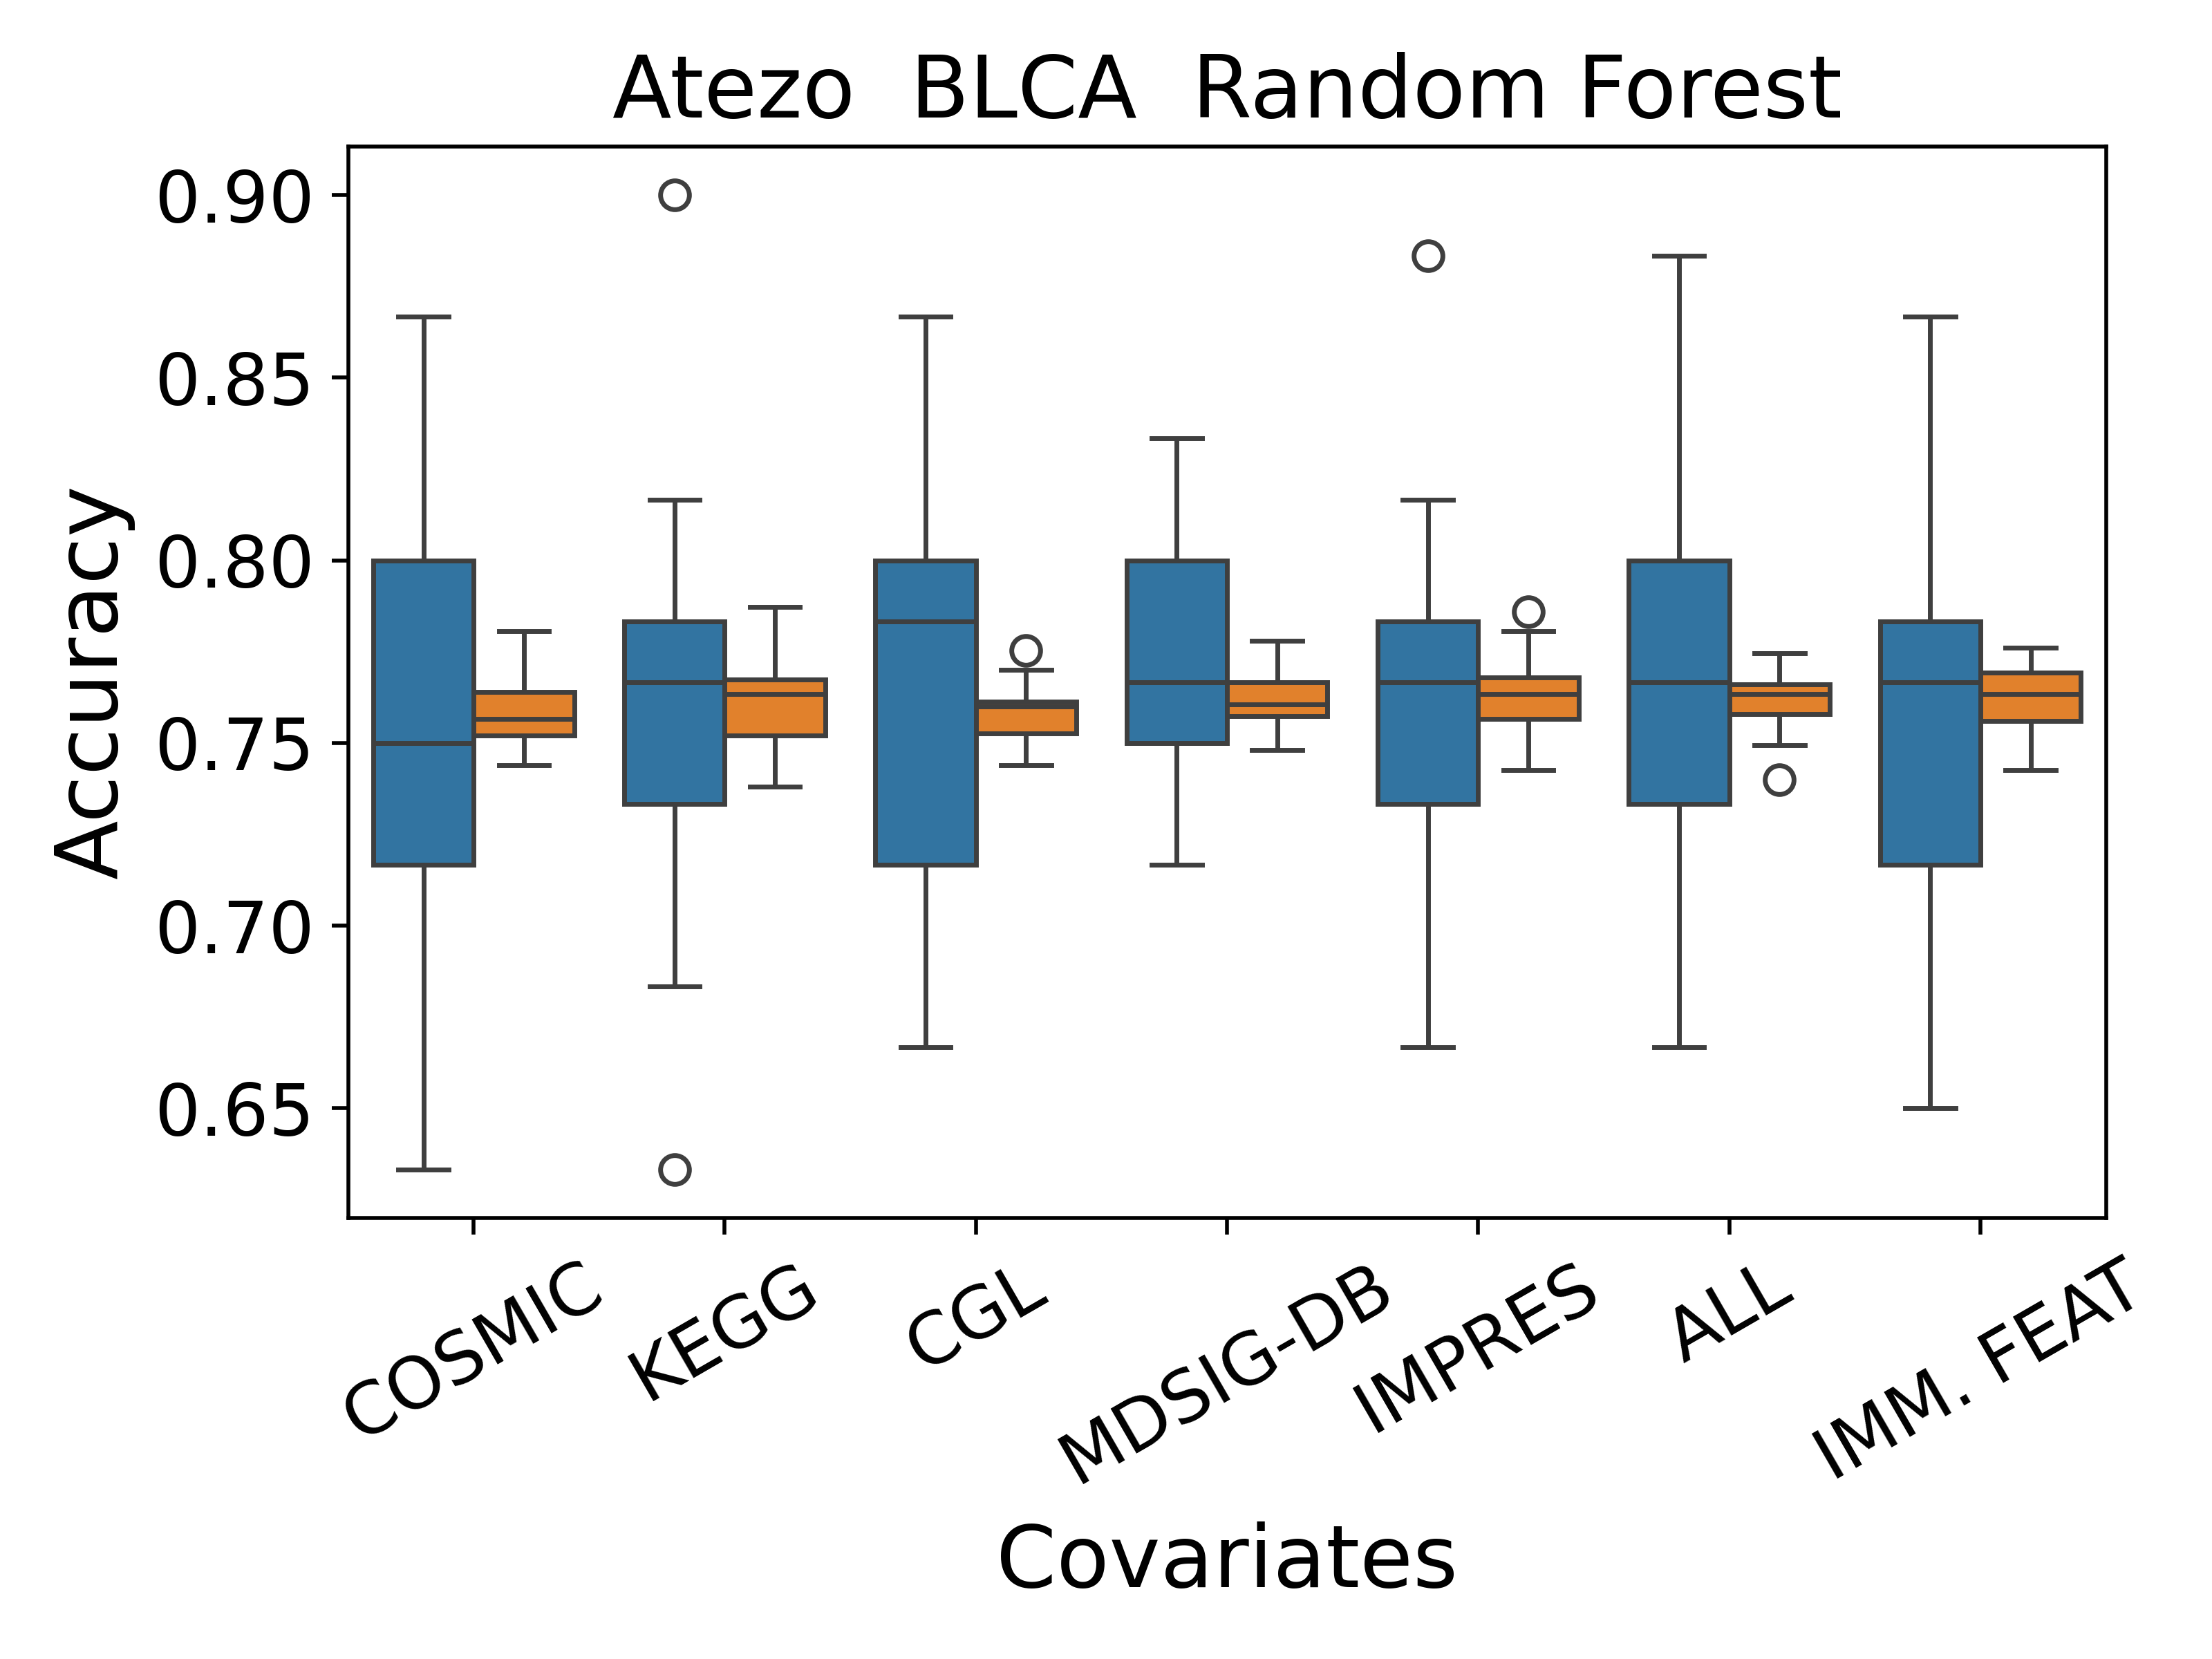 Atezo BLCA Random Forest
Accuracy
0.90
0.85
0.80
0.75
0.70
0.65
COSMIC
KEGG
CGL
MDSIG-DB
IMPRES
ALL
IMM. FEAT
Covariates